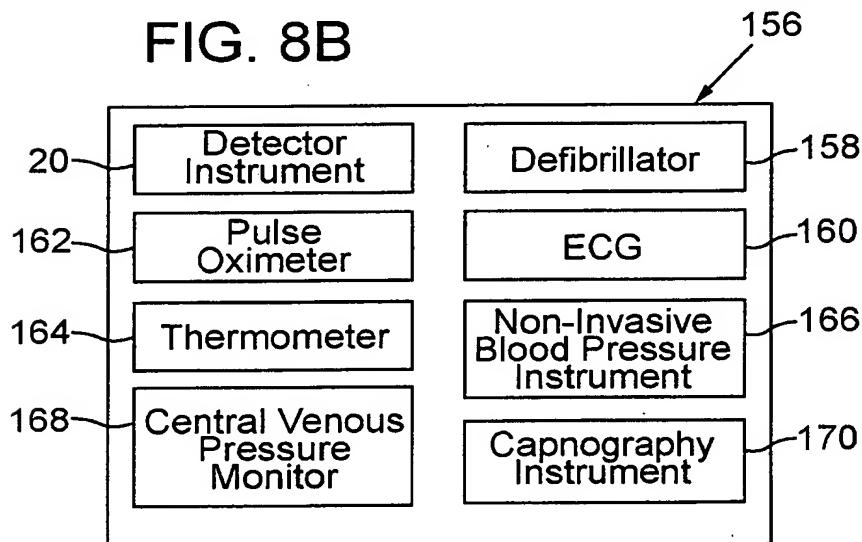 FIG. 8B
156
20
Detector
Instrument
Defibrillator
158
162
Pulse
Oximeter
ECG
160
164
Thermometer
Non-Invasive
Blood Pressure
Instrument
166
168
Central Venous
Pressure
Monitor
Capnography
Instrument
170